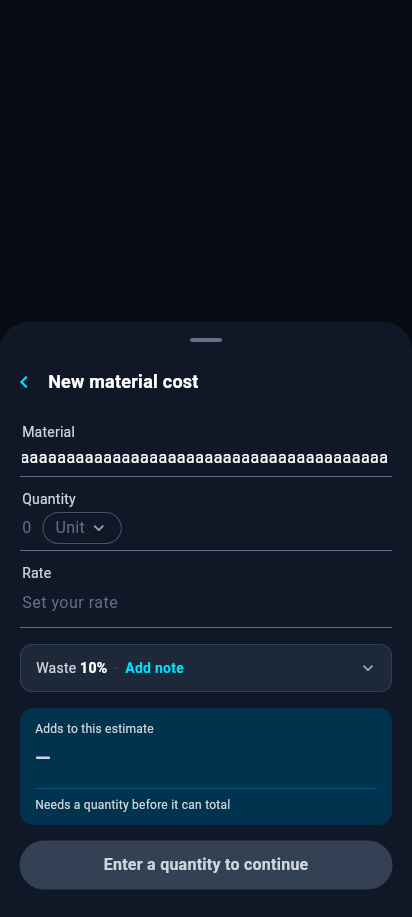 New material cost
Material
aaaaaaaaaaaaaaaaaaaaaaaaaaaaaaaaaaaaaaaa
Quantity
0 Unit
Rate
Set your rate
Waste 10% · Add note
Adds to this estimate
—
Needs a quantity before it can total
Enter a quantity to continue